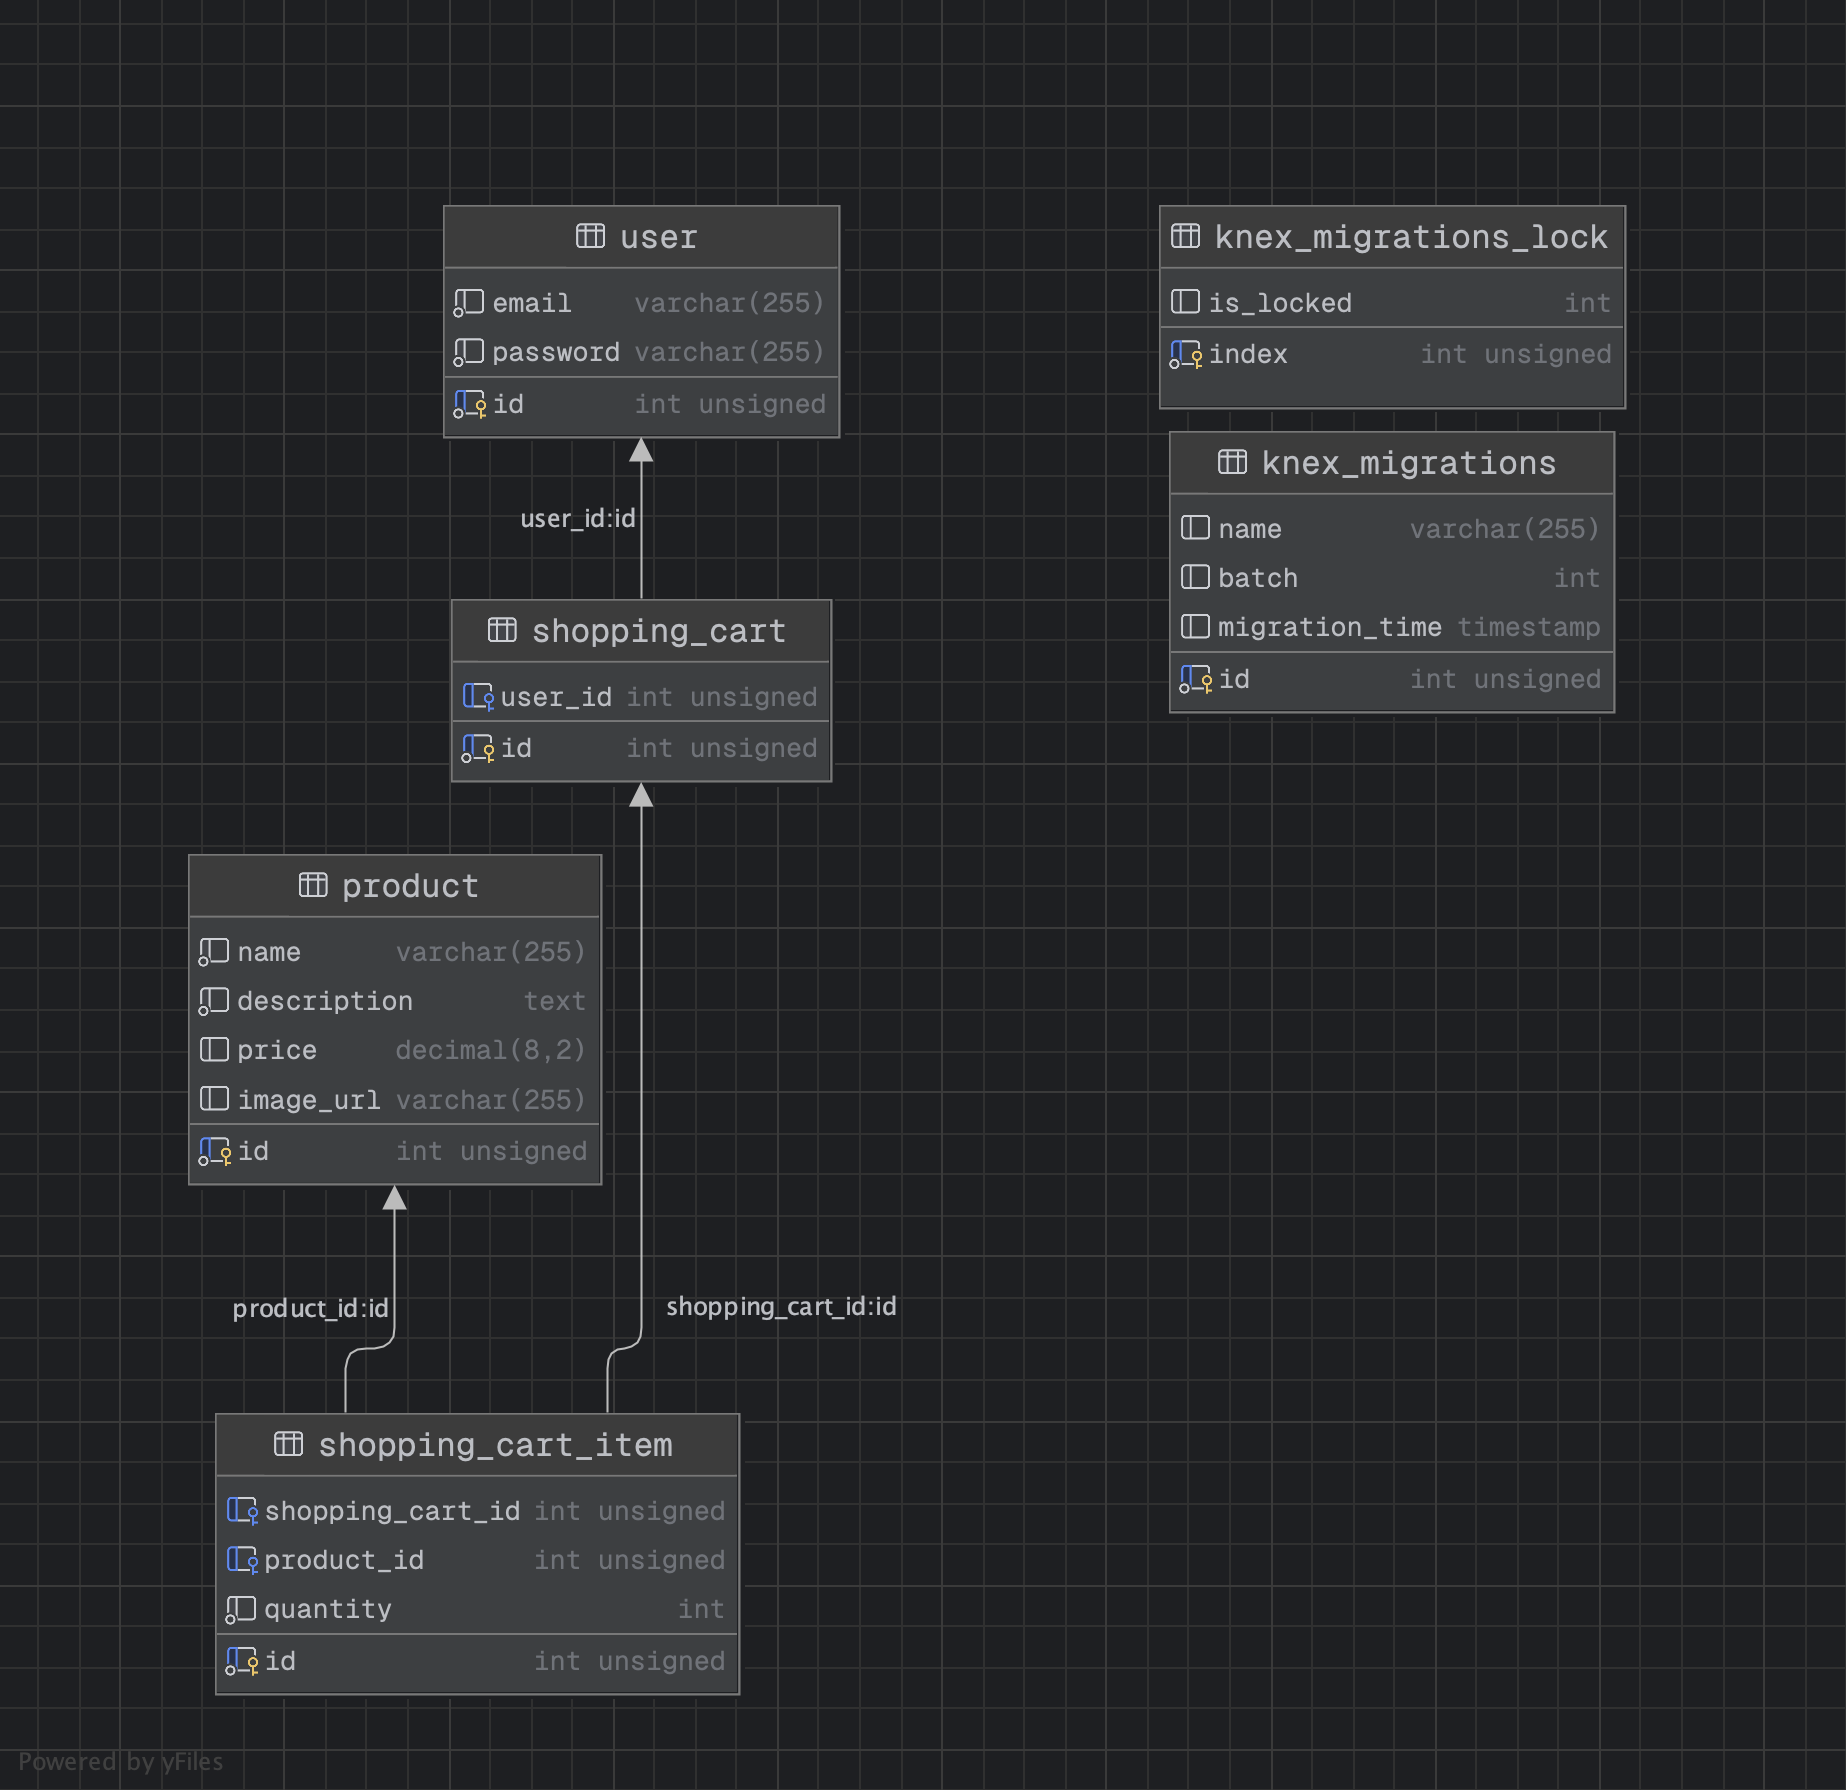 user
email varchar(255)
password varchar(255)
id int unsigned
user_id:id
shopping_cart
user_id int unsigned
id int unsigned
product
name varchar(255)
description text
price decimal(8,2)
image_url varchar(255)
id int unsigned
product_id:id
shopping_cart_id:id
shopping_cart_item
shopping_cart_id int unsigned
product_id int unsigned
quantity int
id int unsigned
knex_migrations_lock
is_locked int
index int unsigned
knex_migrations
name varchar(255)
batch int
migration_time timestamp
id int unsigned
Powered by yFiles